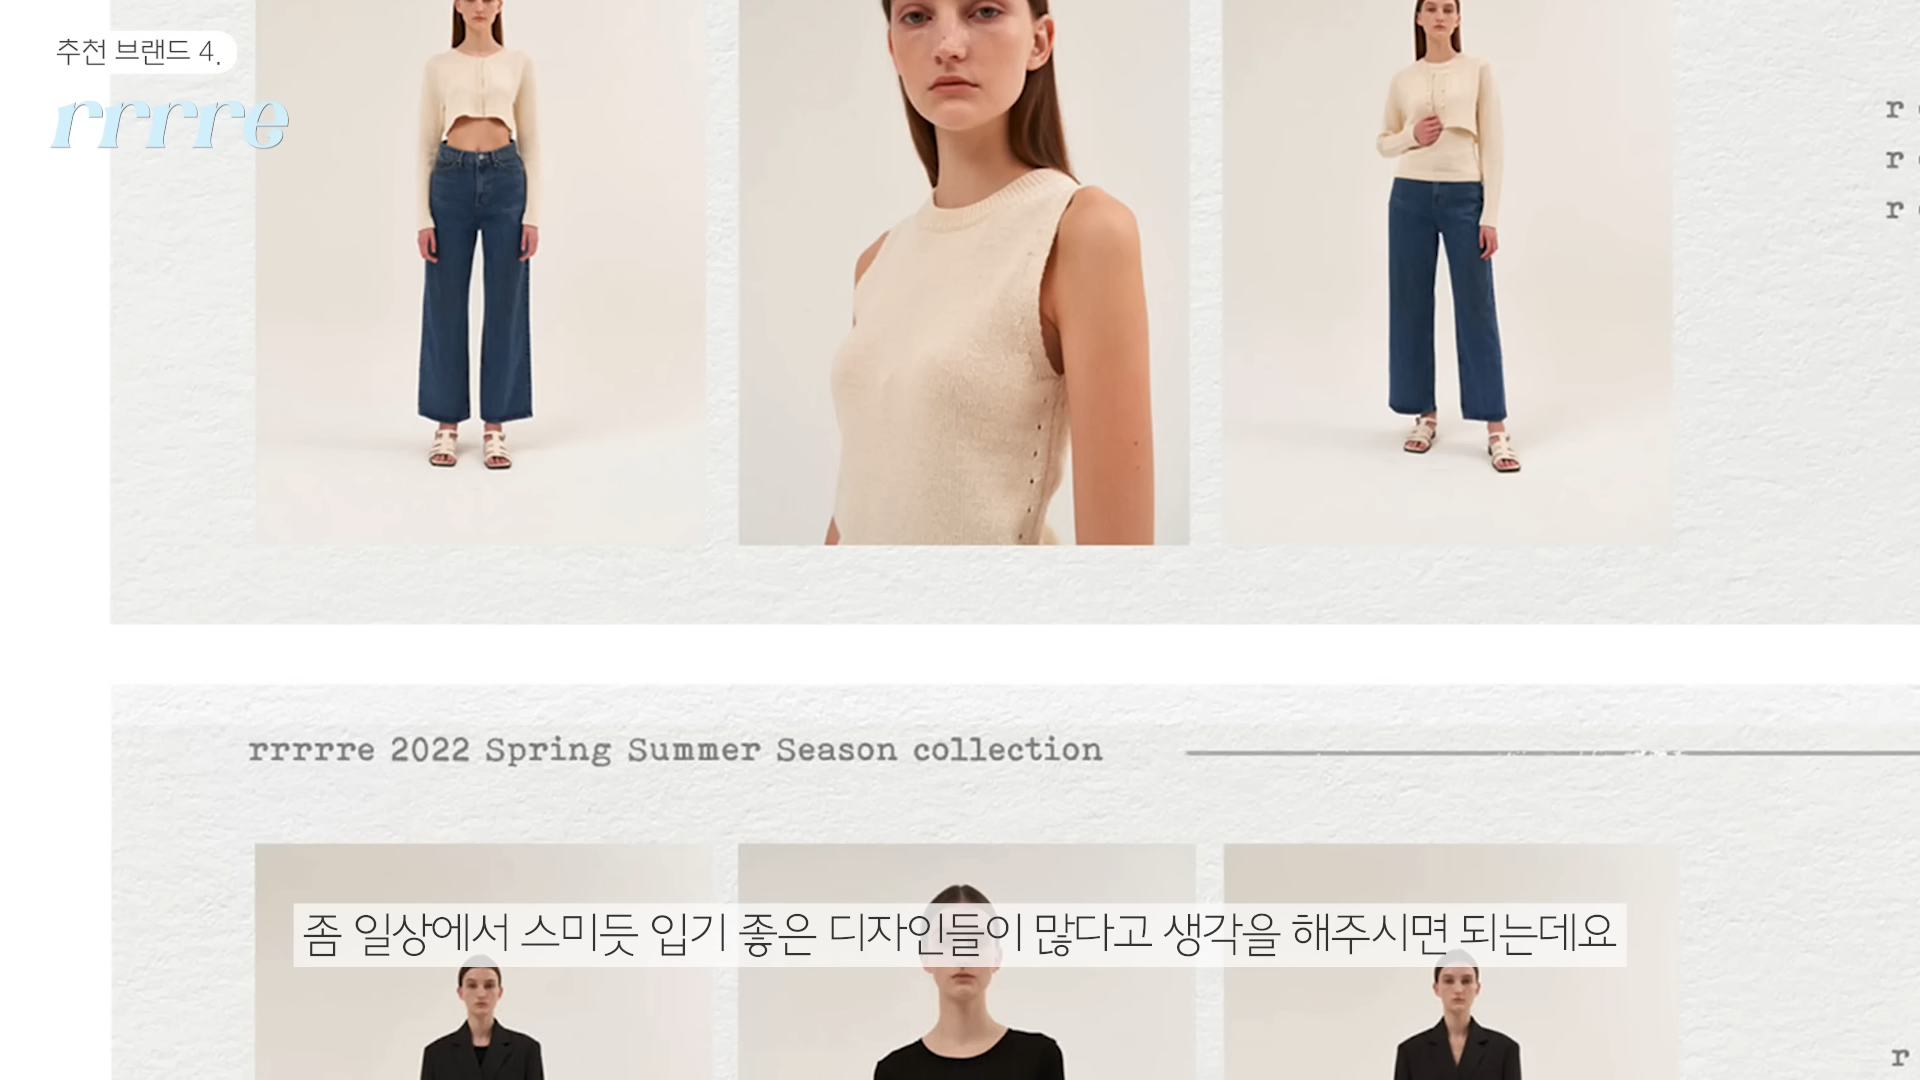 추천 브랜드 4.
rrrre
r
r
r
rrrrre 2022 Spring Summer Season collection
좀 일상에서 스미듯 입기 좋은 디자인들이 많다고 생각을 해주시면 되는데요
r